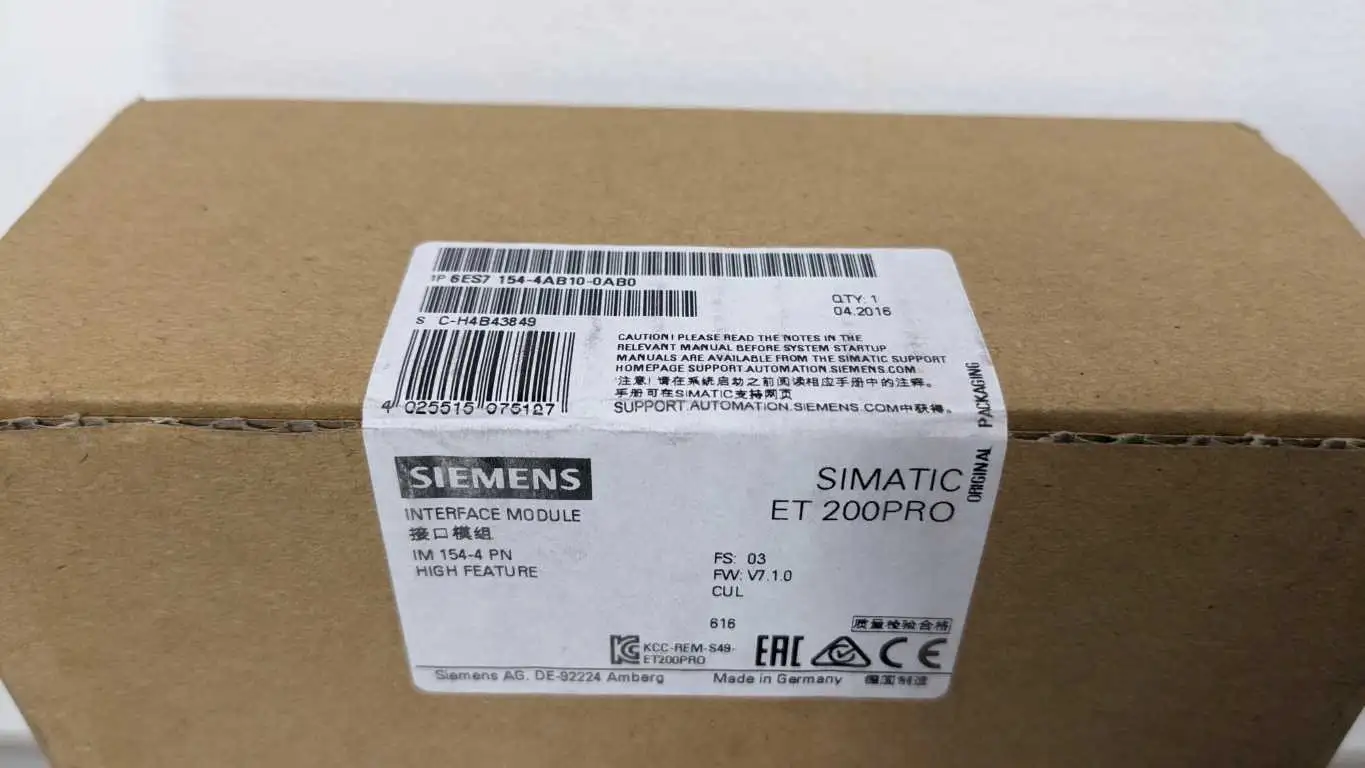 1P 6ES7 154-4AB10-0AB0
S C-H4B43849
QTY: 1
04.2016
4 025515 075127
CAUTION! PLEASE READ THE NOTES IN THE
RELEVANT MANUAL BEFORE SYSTEM STARTUP
MANUALS ARE AVAILABLE FROM THE SIMATIC SUPPORT
HOMEPAGE SUPPORT.AUTOMATION.SIEMENS.COM
注意! 请在系统启动之前阅读相应手册中的注释。
手册可在SIMATIC支持网页
SUPPORT.AUTOMATION.SIEMENS.COM中获得。
ORIGINAL PACKAGING
SIEMENS
SIMATIC
ET 200PRO
INTERFACE MODULE
接口模组
IM 154-4 PN
HIGH FEATURE
FS: 03
FW: V7.1.0
CUL
616
质量检验合格
KCC-REM-S49-
ET200PRO
EAC
CE
Siemens AG. DE-92224 Amberg
Made in Germany 德国制造